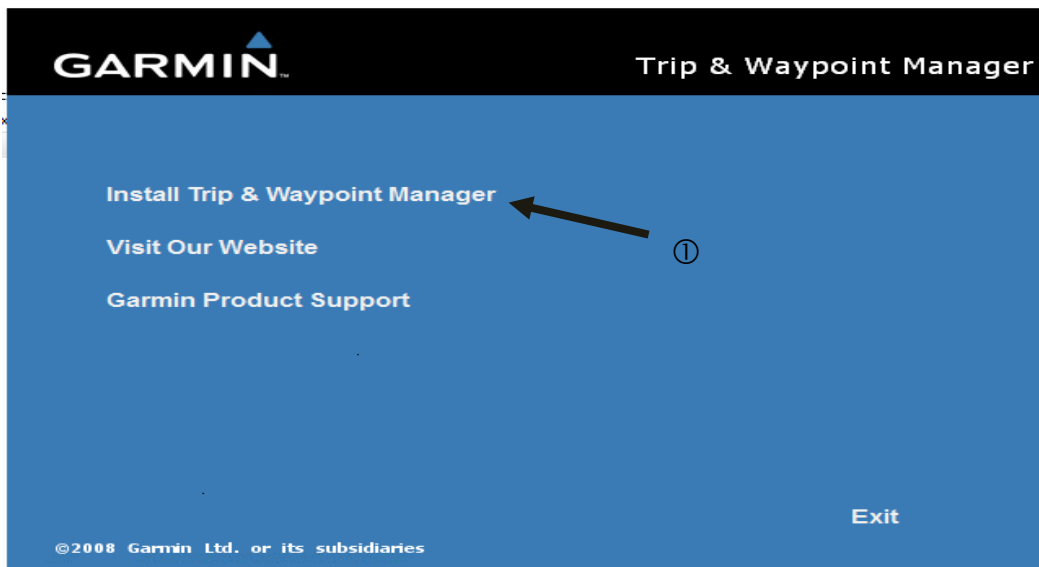 GARMIN™
Trip & Waypoint Manager
Install Trip & Waypoint Manager
①
Visit Our Website
Garmin Product Support
Exit
©2008 Garmin Ltd. or its subsidiaries